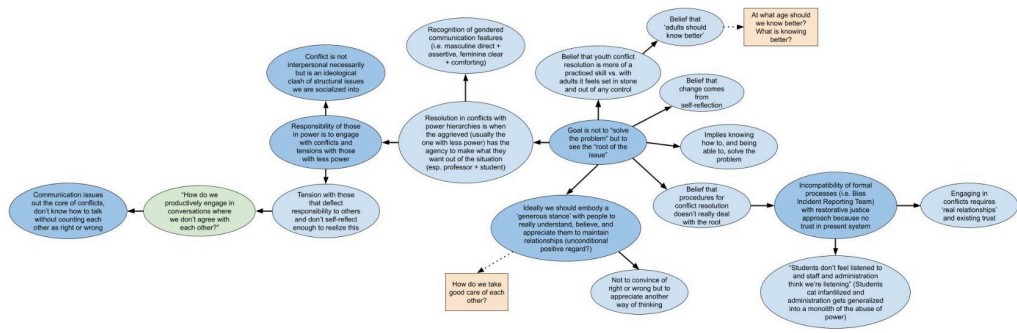 Belief that
'adults should
know better'
At what age should
we know better?
What is knowing
better?
Recognition of gendered
communication features
(i.e. masculine direct +
assertive, feminine clear
+ comforting)
Belief that youth conflict
resolution is more of a
practiced skill vs. with
adults it feels set in stone
and out of any control
Conflict is not
interpersonal necessarily
but is an ideological
clash of structural issues
we are socialized into
Belief that
change comes
from
self-reflection
Responsibility of those
in power is to engage
with conflicts and
tensions with those
with less power
Resolution in conflicts with
power hierarchies is when
the aggrieved (usually the
one with less power) has the
agency to make what they
want out of the situation
(esp. professor + student)
Goal is not to "solve
the problem" but to
see the "root of the
issue"
Implies knowing
how to, and being
able to, solve the
problem
Communication issues
out the core of conflicts,
don't know how to talk
without counting each
other as right or wrong
"How do we
productively engage in
conversations where
we don't agree with
each other?"
Tension with those
that deflect
responsibility to others
and don't self-reflect
enough to realize this
Ideally we should embody a
'generous stance' with people to
really understand, believe, and
appreciate them to maintain
relationships (unconditional
positive regard?)
Belief that
procedures for
conflict resolution
doesn't really deal
with the root
Incompatibility of formal
processes (i.e. Bias
Incident Reporting Team)
with restorative justice
approach because no
trust in present system
Engaging in
conflicts requires
'real relationships'
and existing trust
How do we take
good care of each
other?
Not to convince of
right or wrong but to
appreciate another
way of thinking
"Students don't feel listened to
and staff and administration
think we're listening" (Students
cat infantilized and
administration gets generalized
into a monolith of the abuse of
power)